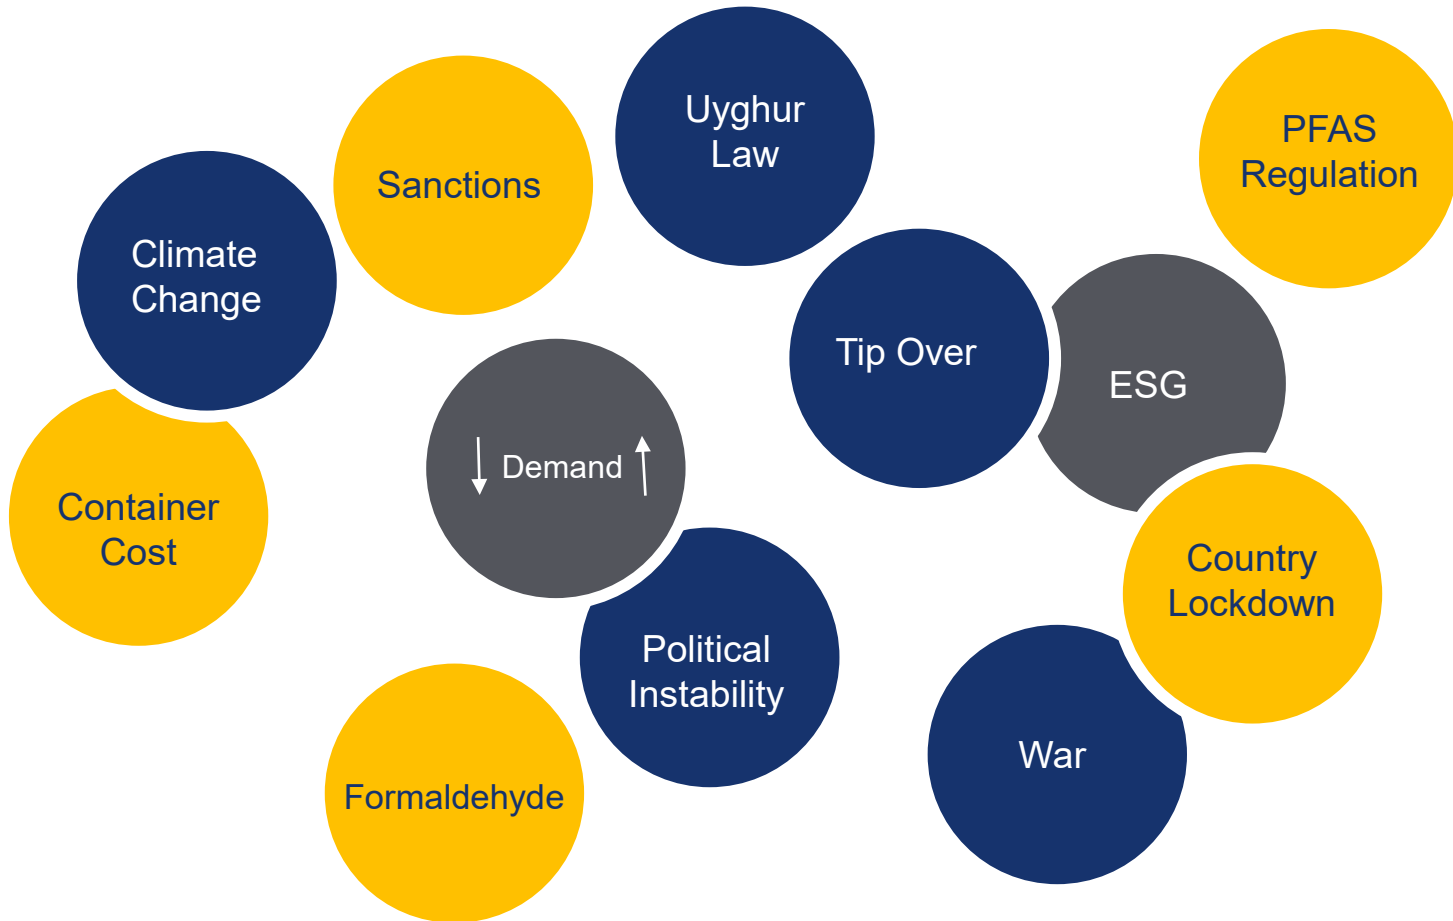 Uyghur
Law
PFAS
Regulation
Sanctions
Climate
Change
Tip Over
ESG
Demand
Container
Cost
Country
Lockdown
Political
Instability
War
Formaldehyde